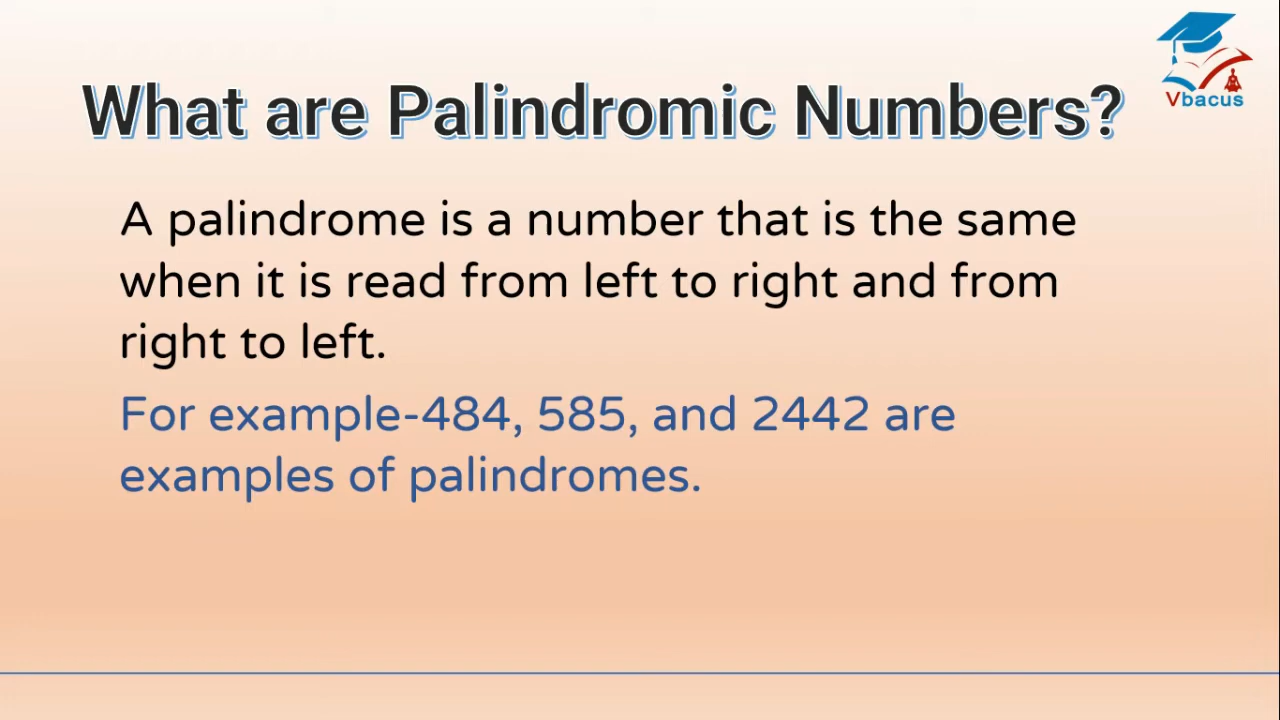 Vbacus
What are Palindromic Numbers?
A palindrome is a number that is the same
when it is read from left to right and from
right to left.
For example-484, 585, and 2442 are
examples of palindromes.